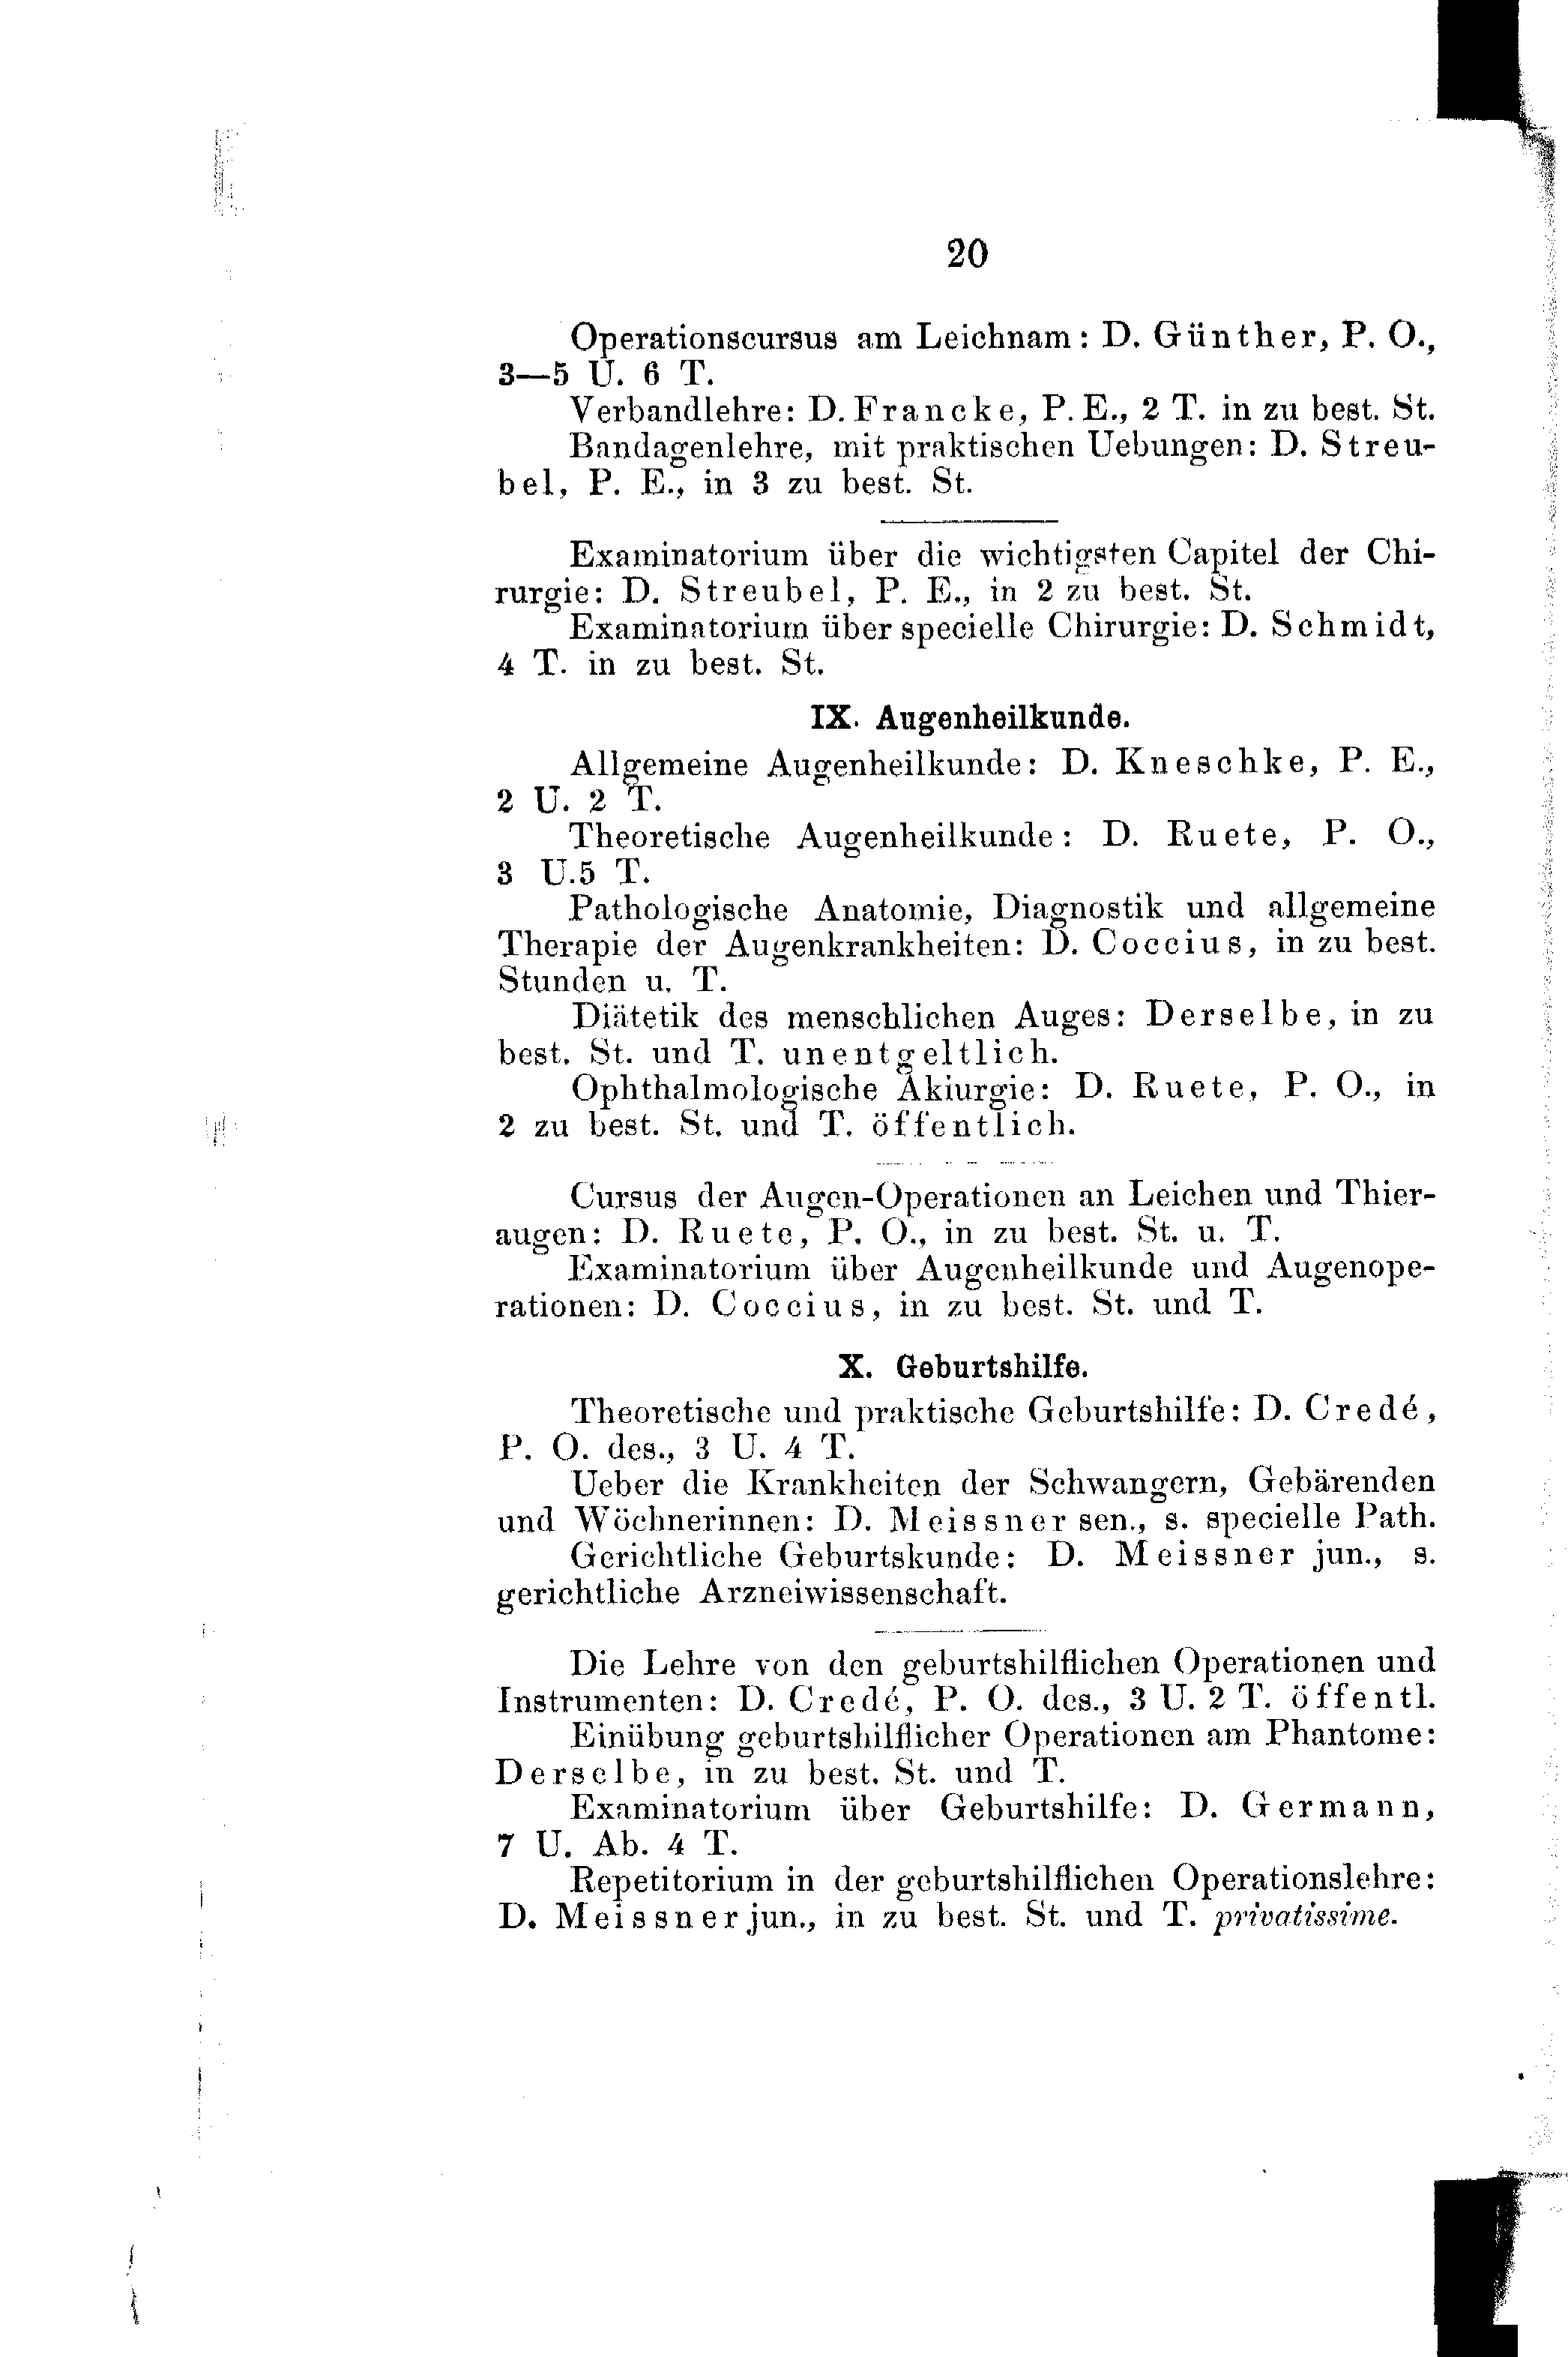 20
Operationscursus am Leichnam: D. Günther, P. O.,
3—5 U. 6 T.
Verbandlehre: D. Francke, P. E., 2 T. in zu best. St.
Bandagenlehre, mit praktischen Uebungen: D. Streu-
bel, P. E., in 3 zu best. St.
Examinatorium über die wichtigsten Capitel der Chi-
rurgie: D. Streubel, P. E., in 2 zu best. St.
Examinatorium über specielle Chirurgie: D. Schmidt,
4 T. in zu best. St.
IX. Augenheilkunde.
Allgemeine Augenheilkunde: D. Kneschke, P. E.,
2 U. 2 T.
Theoretische Augenheilkunde: D. Ruete, P. O.,
3 U.5 T.
Pathologische Anatomie, Diagnostik und allgemeine
Therapie der Augenkrankheiten: D. Coccius, in zu best.
Stunden u. T.
Diätetik des menschlichen Auges: Derselbe, in zu
best. St. und T. unentgeltlich.
Ophthalmologische Akiurgie: D. Ruete, P. O., in
2 zu best. St. und T. öffentlich.
Cursus der Augen-Operationen an Leichen und Thier-
augen: D. Ruete, P. O., in zu best. St. u. T.
Examinatorium über Augenheilkunde und Augenope-
rationen: D. Coccius, in zu best. St. und T.
X. Geburtshilfe.
Theoretische und praktische Geburtshilfe: D. Credé,
P. O. des., 3 U. 4 T.
Ueber die Krankheiten der Schwangern, Gebärenden
und Wöchnerinnen: D. Meissner sen., s. specielle Path.
Gerichtliche Geburtskunde: D. Meissner jun., s.
gerichtliche Arzneiwissenschaft.
Die Lehre von den geburtshilflichen Operationen und
Instrumenten: D. Credé, P. O. des., 3 U. 2 T. öffentl.
Einübung geburtshilflicher Operationen am Phantome:
Derselbe, in zu best. St. und T.
Examinatorium über Geburtshilfe: D. Germann,
7 U. Ab. 4 T.
Repetitorium in der geburtshilflichen Operationslehre:
D. Meissner jun., in zu best. St. und T. privatissime.